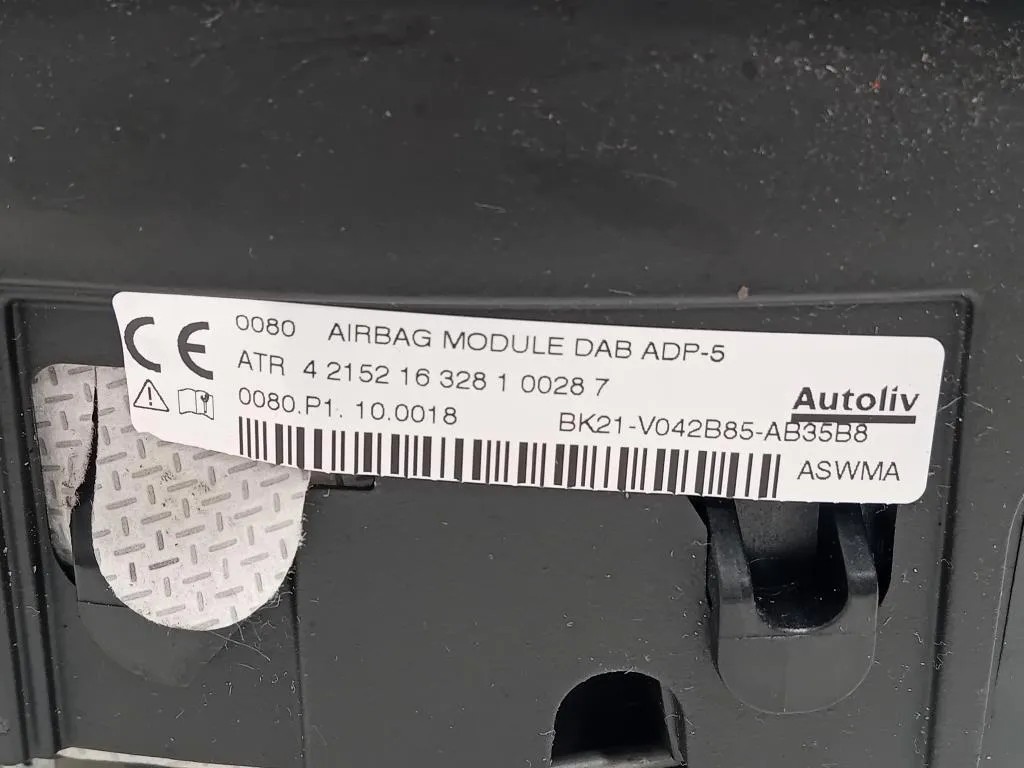 CE 0080 AIRBAG MODULE DAB ADP-5
ATR 4 2152 16 328 1 0028 7
0080.P1. 10.0018
Autoliv
BK21-V042B85-AB35B8
ASWMA